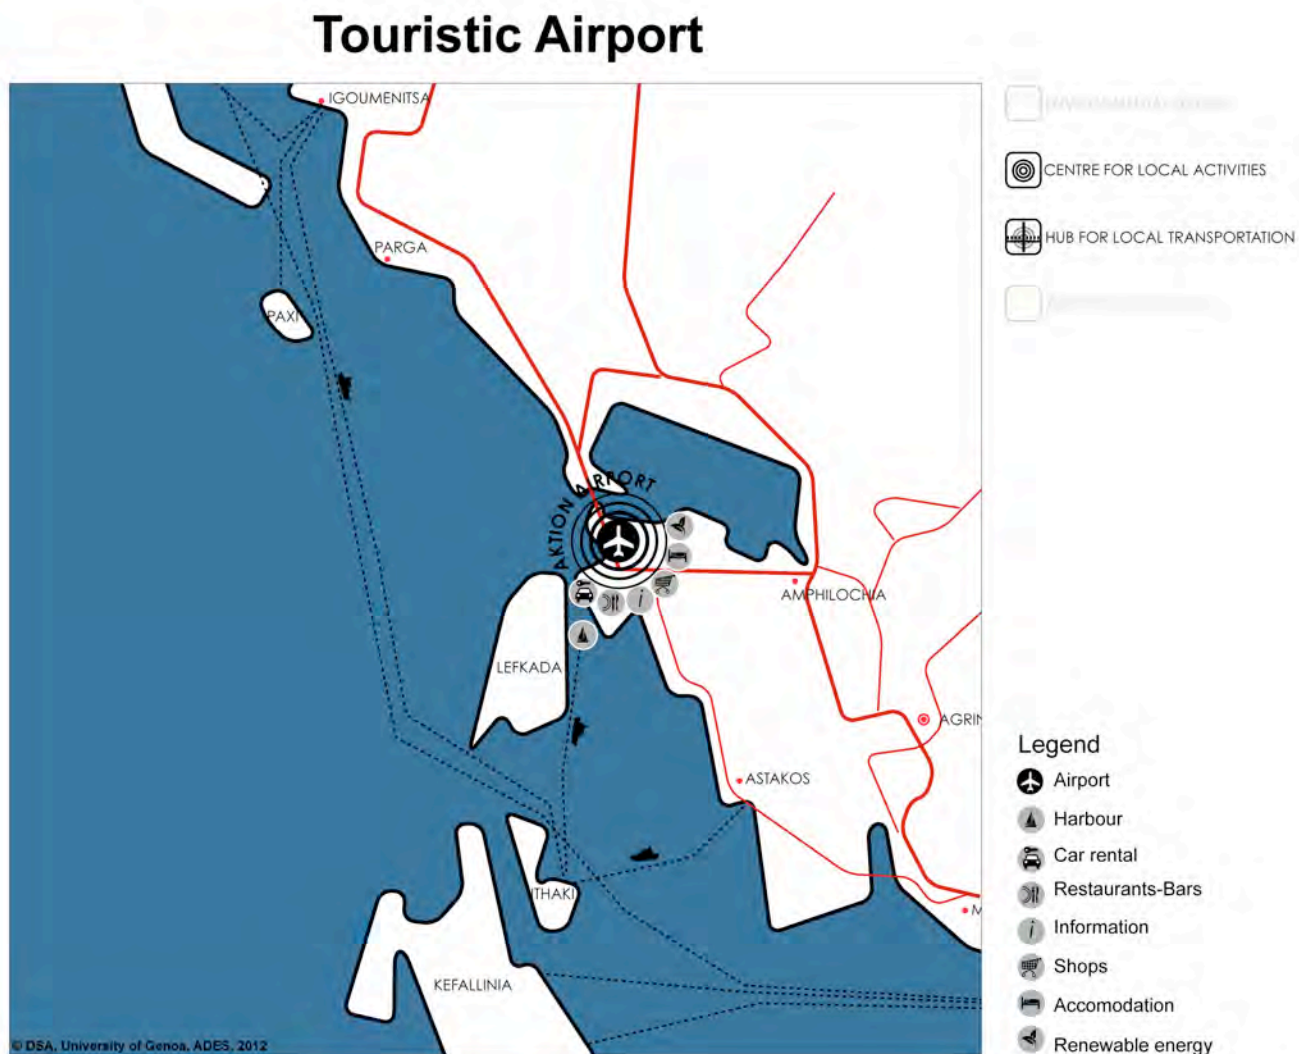 Touristic Airport
IGOUMENITSA
PARGA
PAXI
AKTION AIRPORT
AMPHILOCHIA
LEFKADA
AGRIN
ASTAKOS
ITHAKI
M
KEFALLINIA
© DSA, University of Genoa, ADES, 2012
CENTRE FOR LOCAL ACTIVITIES
HUB FOR LOCAL TRANSPORTATION
Legend
Airport
Harbour
Car rental
Restaurants-Bars
i Information
Shops
Accomodation
Renewable energy